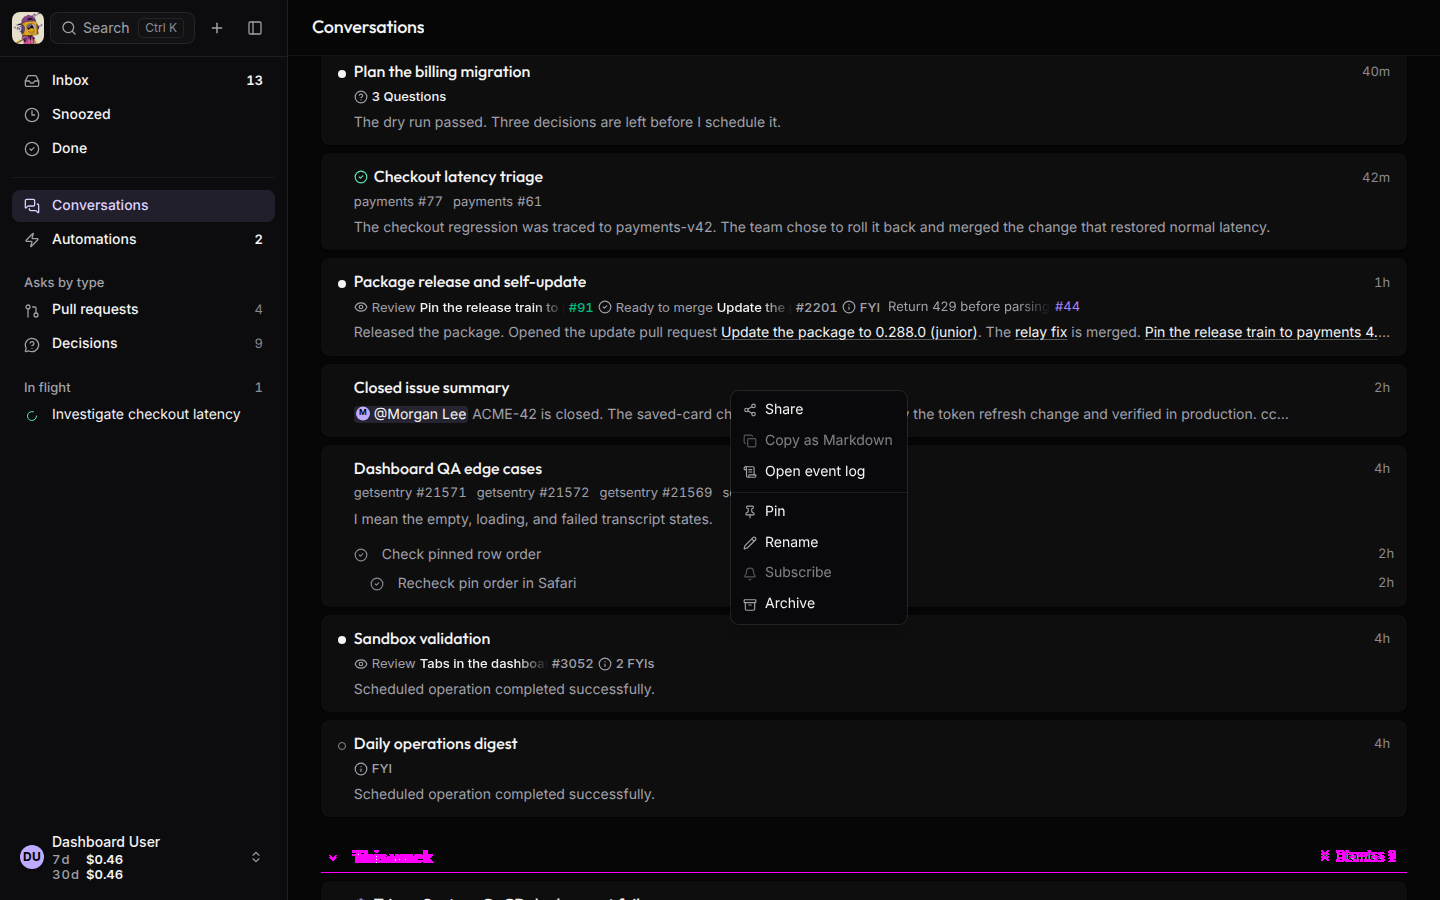 Search Ctrl K
Inbox 13
Snoozed
Done
Conversations
Automations 2
Asks by type
Pull requests 4
Decisions 9
In flight 1
Investigate checkout latency
DU Dashboard User
7d $0.46
30d $0.46
Conversations
Plan the billing migration 40m
3 Questions
The dry run passed. Three decisions are left before I schedule it.
Checkout latency triage 42m
payments #77 payments #61
The checkout regression was traced to payments-v42. The team chose to roll it back and merged the change that restored normal latency.
Package release and self-update 1h
Review Pin the release train to #91 Ready to merge Update the #2201 FYI Return 429 before parsing #44
Released the package. Opened the update pull request Update the package to 0.288.0 (junior). The relay fix is merged. Pin the release train to payments 4....
Closed issue summary 2h
M @Morgan Lee ACME-42 is closed. The saved-card ch the token refresh change and verified in production. cc...
Dashboard QA edge cases 4h
getsentry #21571 getsentry #21572 getsentry #21569
I mean the empty, loading, and failed transcript states.
Check pinned row order 2h
Recheck pin order in Safari 2h
Share
Copy as Markdown
Open event log
Pin
Rename
Subscribe
Archive
Sandbox validation 4h
Review Tabs in the dashboa #3052 2 FYIs
Scheduled operation completed successfully.
Daily operations digest 4h
FYI
Scheduled operation completed successfully.